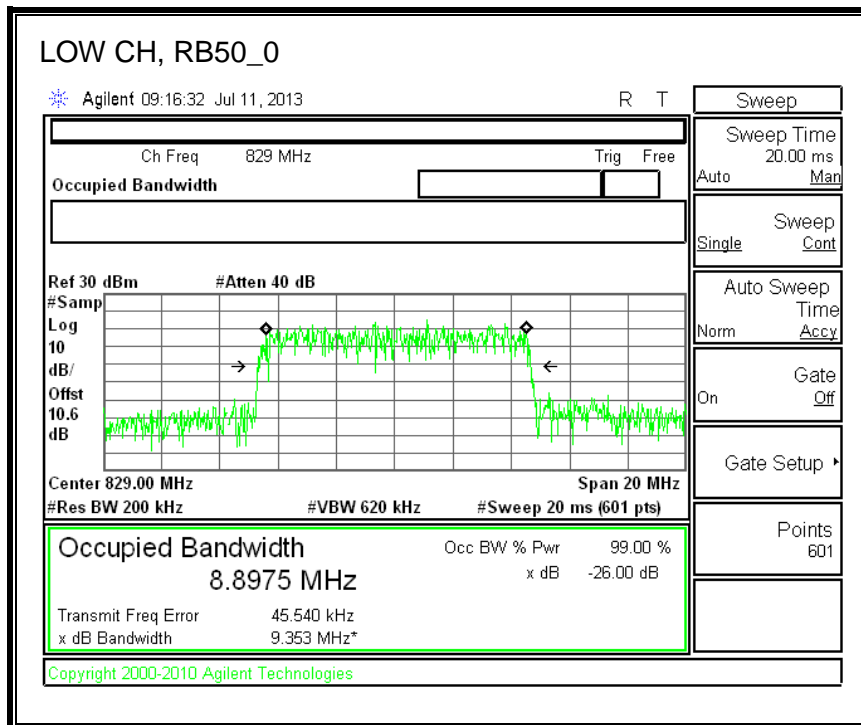 LOW CH, RB50_0
Agilent 09:16:32 Jul 11, 2013 R T
Ch Freq 829 MHz Trig Free
Occupied Bandwidth
Ref 30 dBm #Atten 40 dB
#Samp
Log
10
dB/
Offst
10.6
dB
Center 829.00 MHz Span 20 MHz
#Res BW 200 kHz #VBW 620 kHz #Sweep 20 ms (601 pts)
Occupied Bandwidth
8.8975 MHz
Occ BW % Pwr 99.00 %
x dB -26.00 dB
Transmit Freq Error 45.540 kHz
x dB Bandwidth 9.353 MHz*
Copyright 2000-2010 Agilent Technologies
Sweep
Sweep Time
20.00 ms
Auto Man
Sweep
Single Cont
Auto Sweep
Time
Norm Accy
Gate
On Off
Gate Setup
Points
601